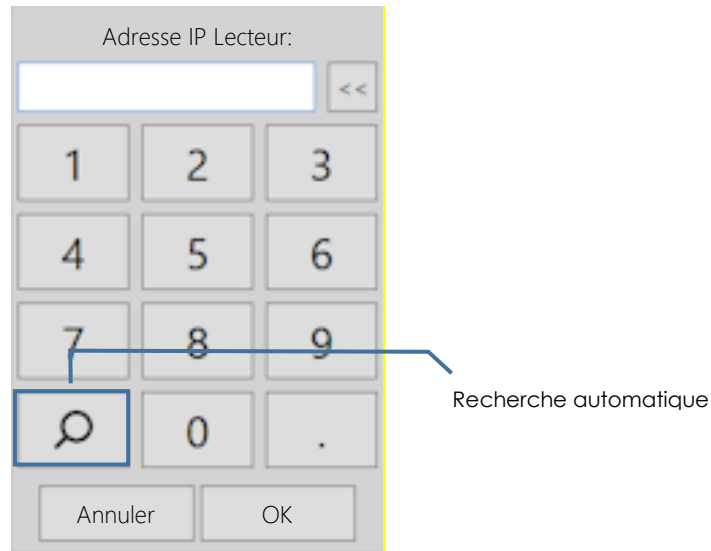 Adresse IP Lecteur:
<<
1 2 3
4 5 6
7 8 9
Recherche automatique
0 .
Annuler OK